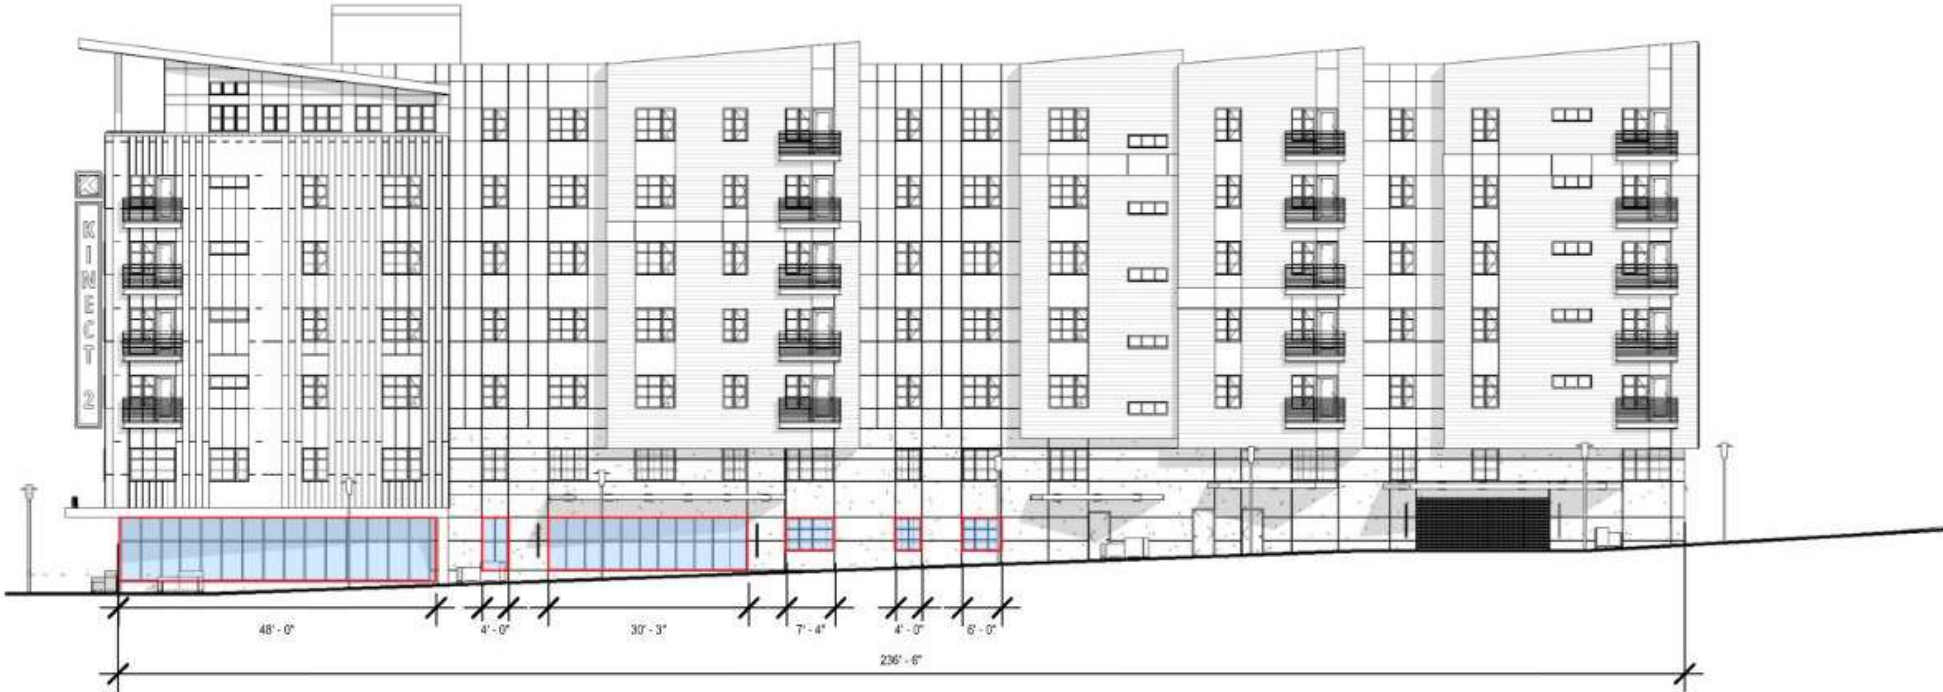 K
KINECT 2
48' - 0"
4' - 0"
30' - 3"
7' - 4"
4' - 0"
6' - 0"
236' - 6"